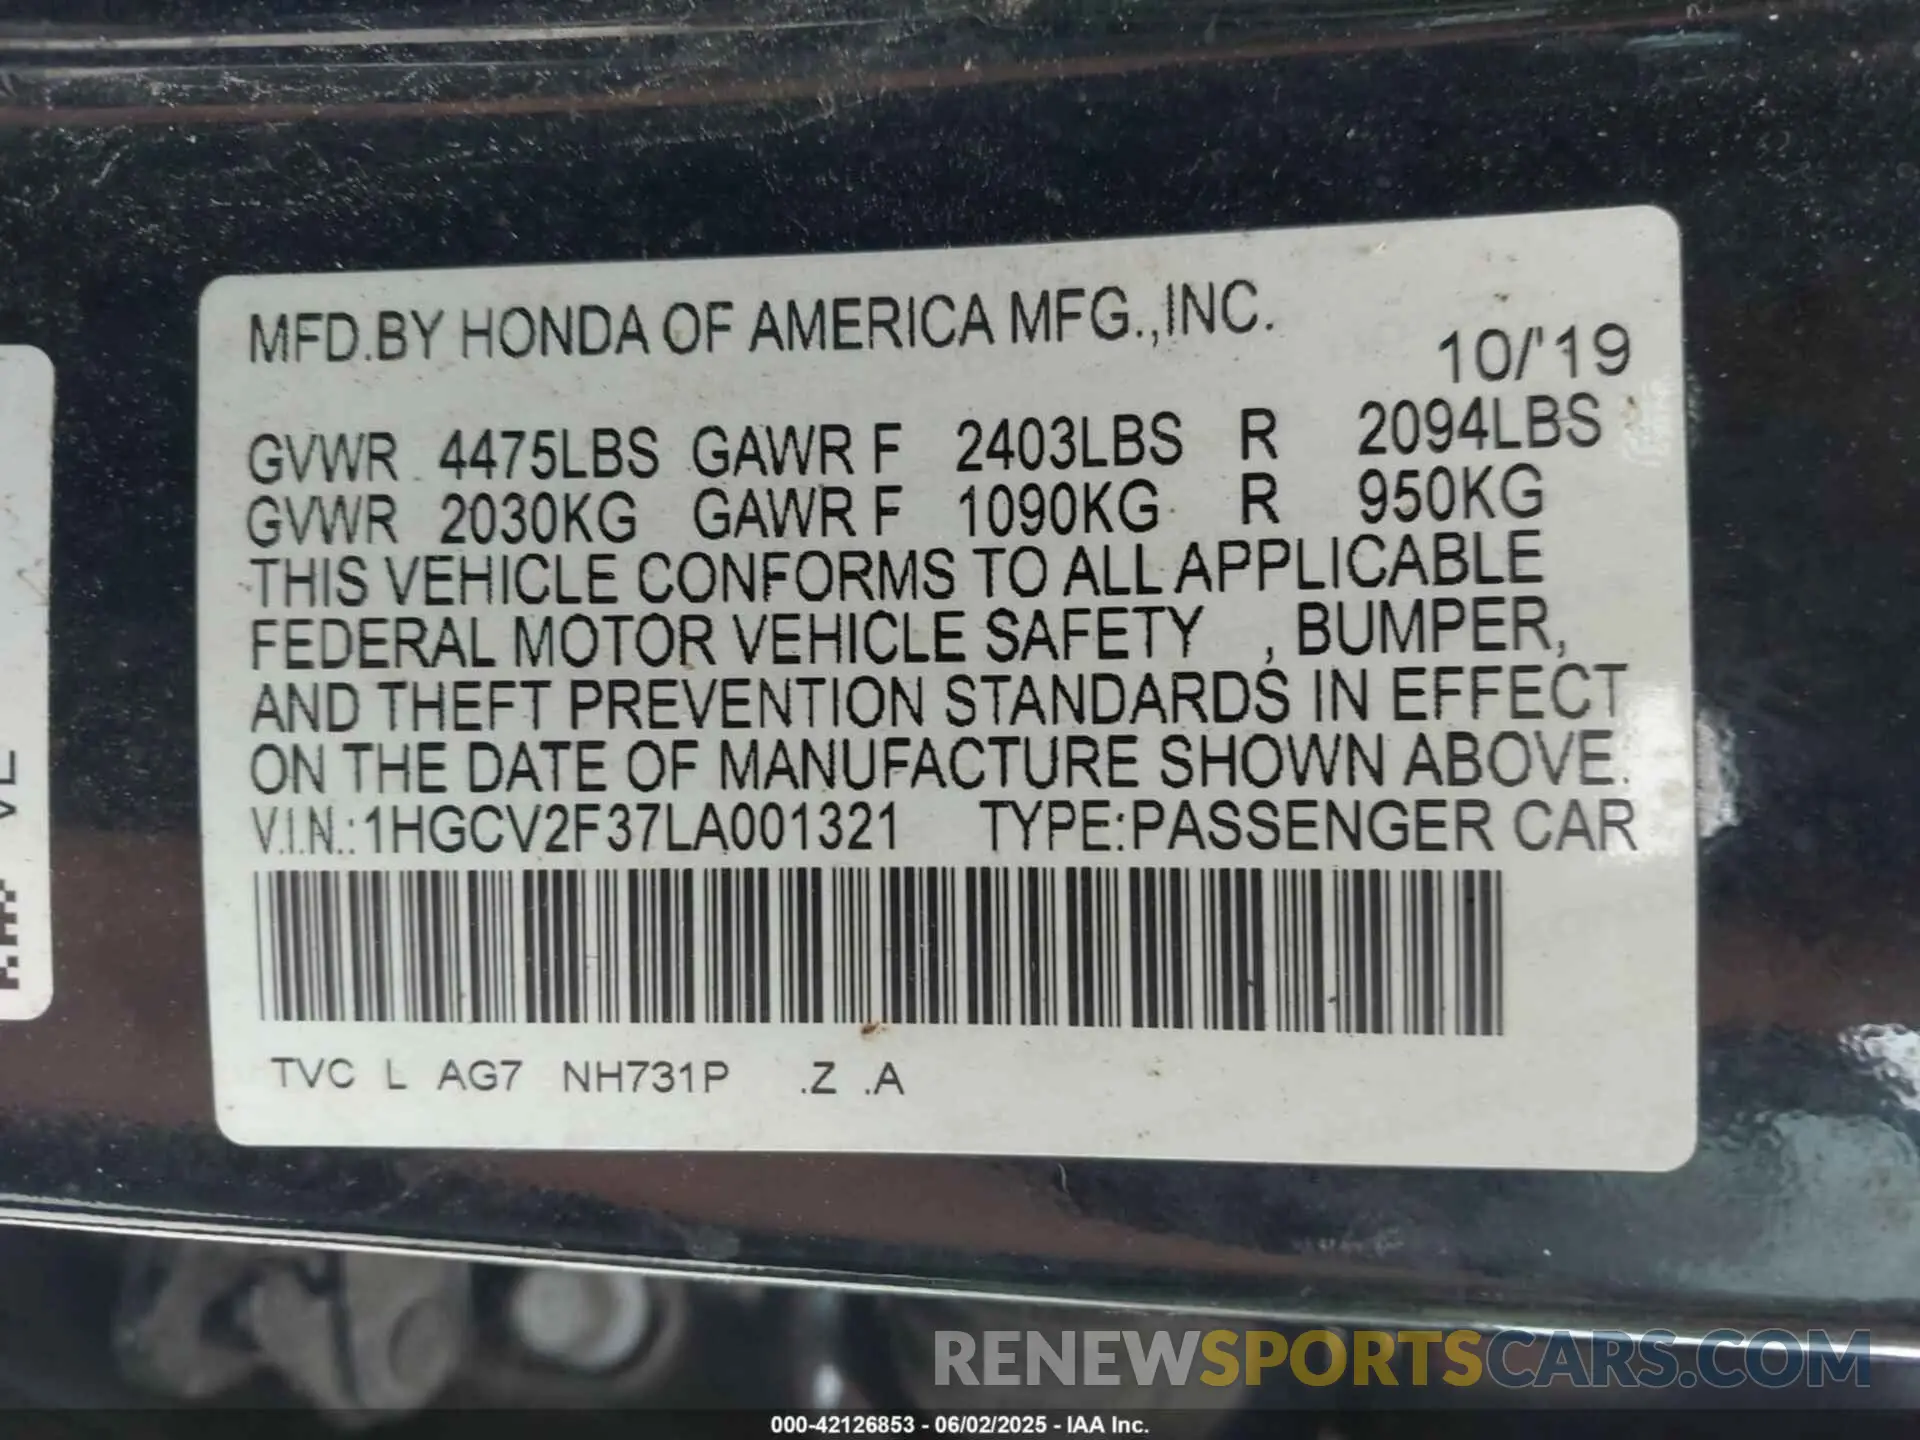 MFD.BY HONDA OF AMERICA MFG.,INC.
10/'19
GVWR 4475LBS GAWR F 2403LBS R 2094LBS
GVWR 2030KG GAWR F 1090KG R 950KG
THIS VEHICLE CONFORMS TO ALL APPLICABLE
FEDERAL MOTOR VEHICLE SAFETY , BUMPER,
AND THEFT PREVENTION STANDARDS IN EFFECT
ON THE DATE OF MANUFACTURE SHOWN ABOVE.
V.I.N.:1HGCV2F37LA001321 TYPE:PASSENGER CAR
TVC L AG7 NH731P .Z .A
RENEWSPORTSCARS.COM
000-42126853 - 06/02/2025 - IAA Inc.